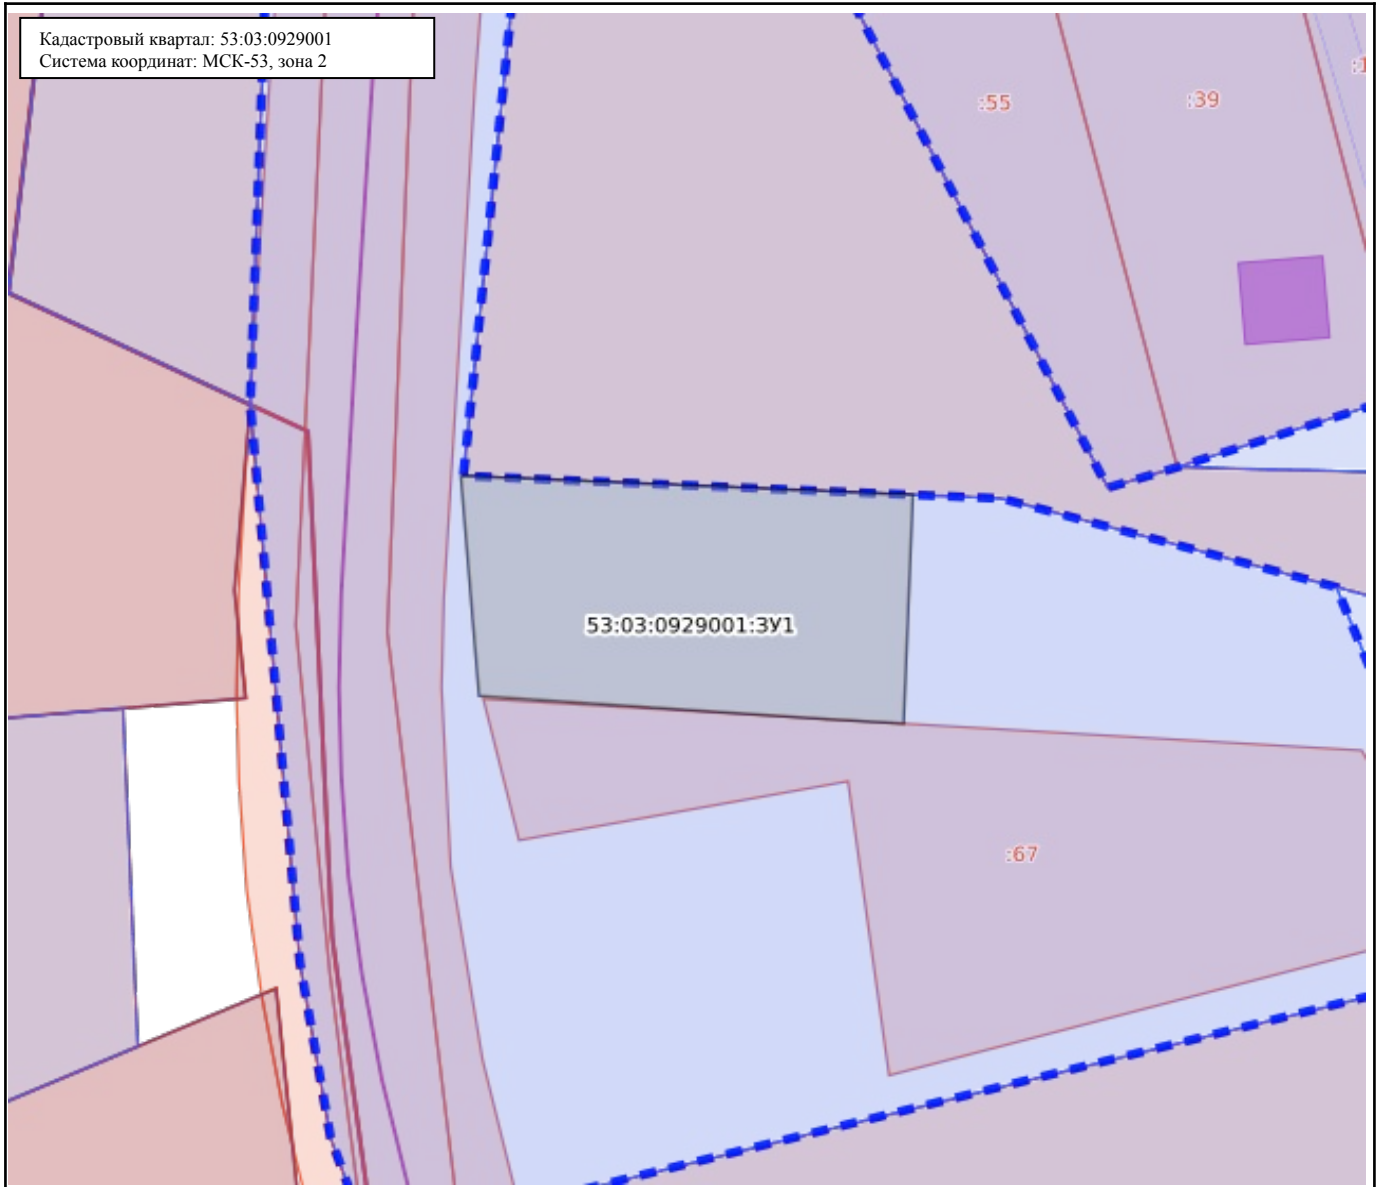 Кадастровый квартал: 53:03:0929001
Система координат: МСК-53, зона 2
:55
:39
53:03:0929001:ЗУ1
:67